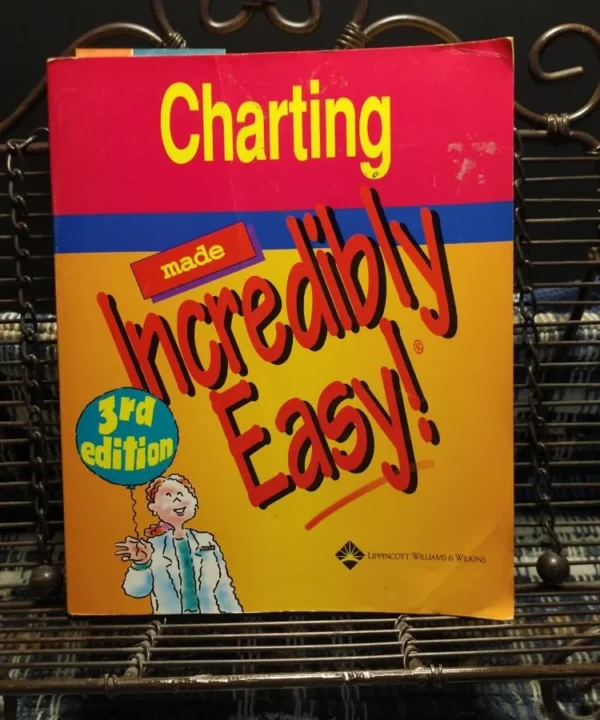 Charting
made
Incredibly
Easy!®
3rd
edition
LIPPINCOTT WILLIAMS & WILKINS